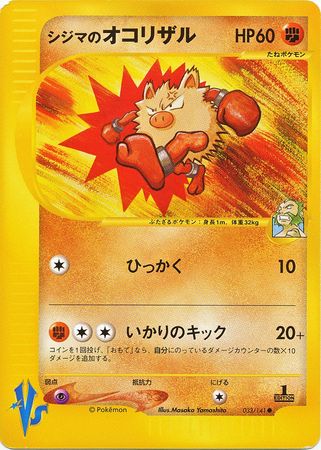 シジマのオコリザル HP60
たねポケモン
ぶたざるポケモン:身長1m、体重32kg
ひっかく 10
いかりのキック 20+
コインを1回投げ、「おもて」なら、自分にのっているダメージカウンターの数×10
ダメージを追加する。
弱点 抵抗力 にげる
1
EDITION
© Pokémon Illus. Masako Yamashita 033/141 ●
VS